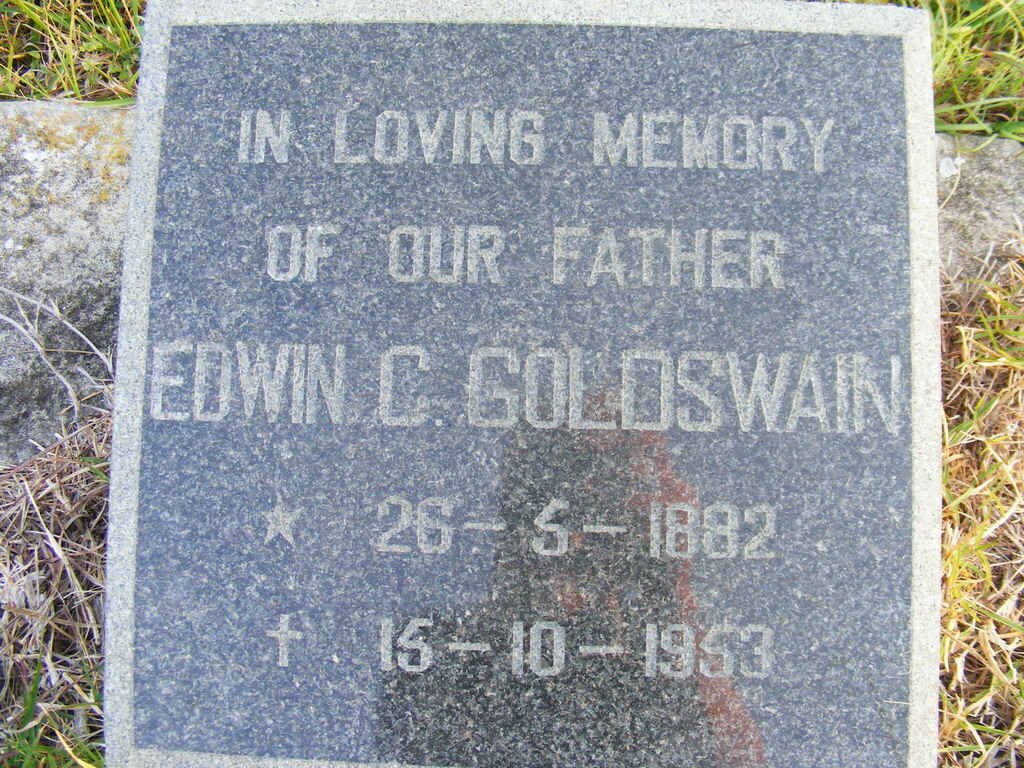 IN LOVING MEMORY
OF OUR FATHER
EDWIN C. GOLDSWAIN
★ 26-5-1882
† 15-10-1953